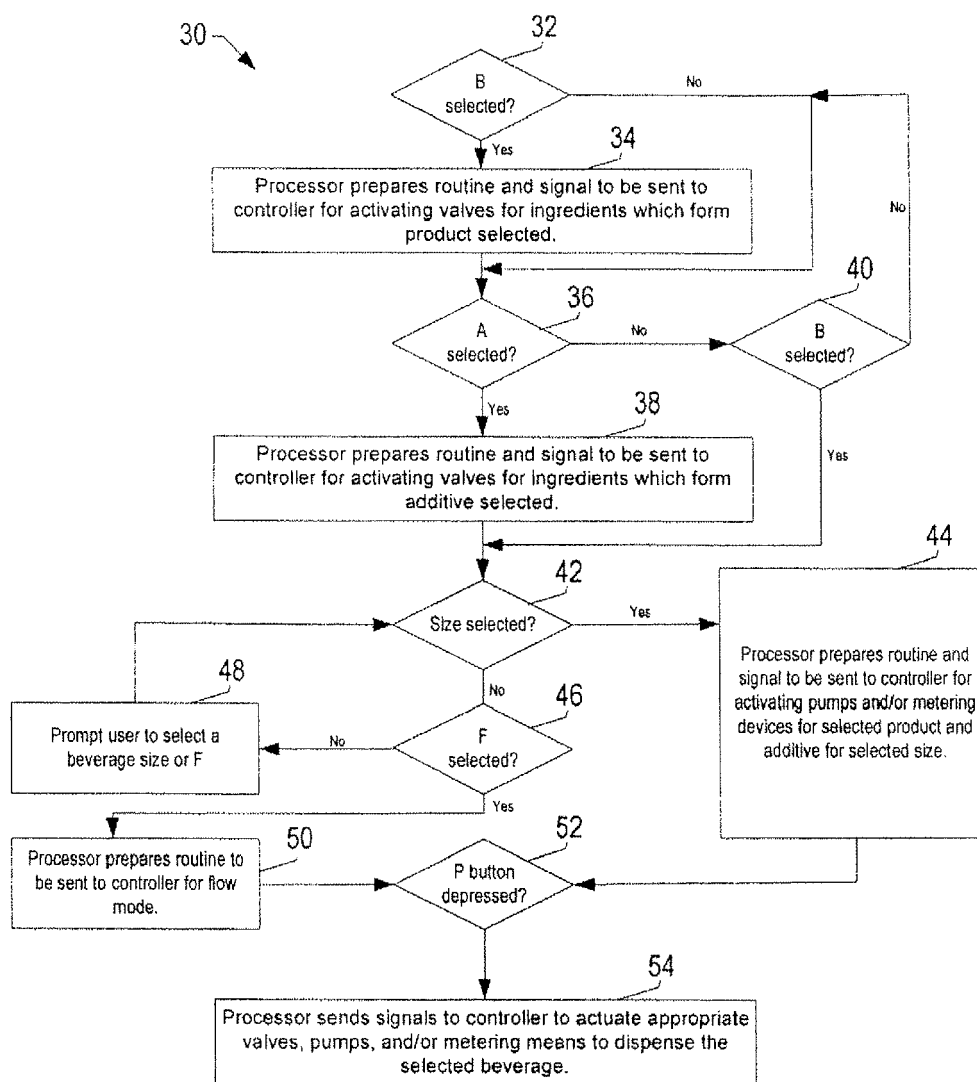 30
32
B
selected?
No
Yes
34
Processor prepares routine and signal to be sent to
controller for activating valves for ingredients which form
product selected.
No
36
A
selected?
No
40
B
selected?
Yes
38
Processor prepares routine and signal to be sent to
controller for activating valves for ingredients which form
additive selected.
Yes
42
Size selected?
Yes
44
Processor prepares routine and
signal to be sent to controller for
activating pumps and/or metering
devices for selected product and
additive for selected size.
No
48
Prompt user to select a
beverage size or F
No
46
F
selected?
Yes
50
Processor prepares routine to
be sent to controller for flow
mode.
52
P button
depressed?
54
Processor sends signals to controller to actuate appropriate
valves, pumps, and/or metering means to dispense the
selected beverage.